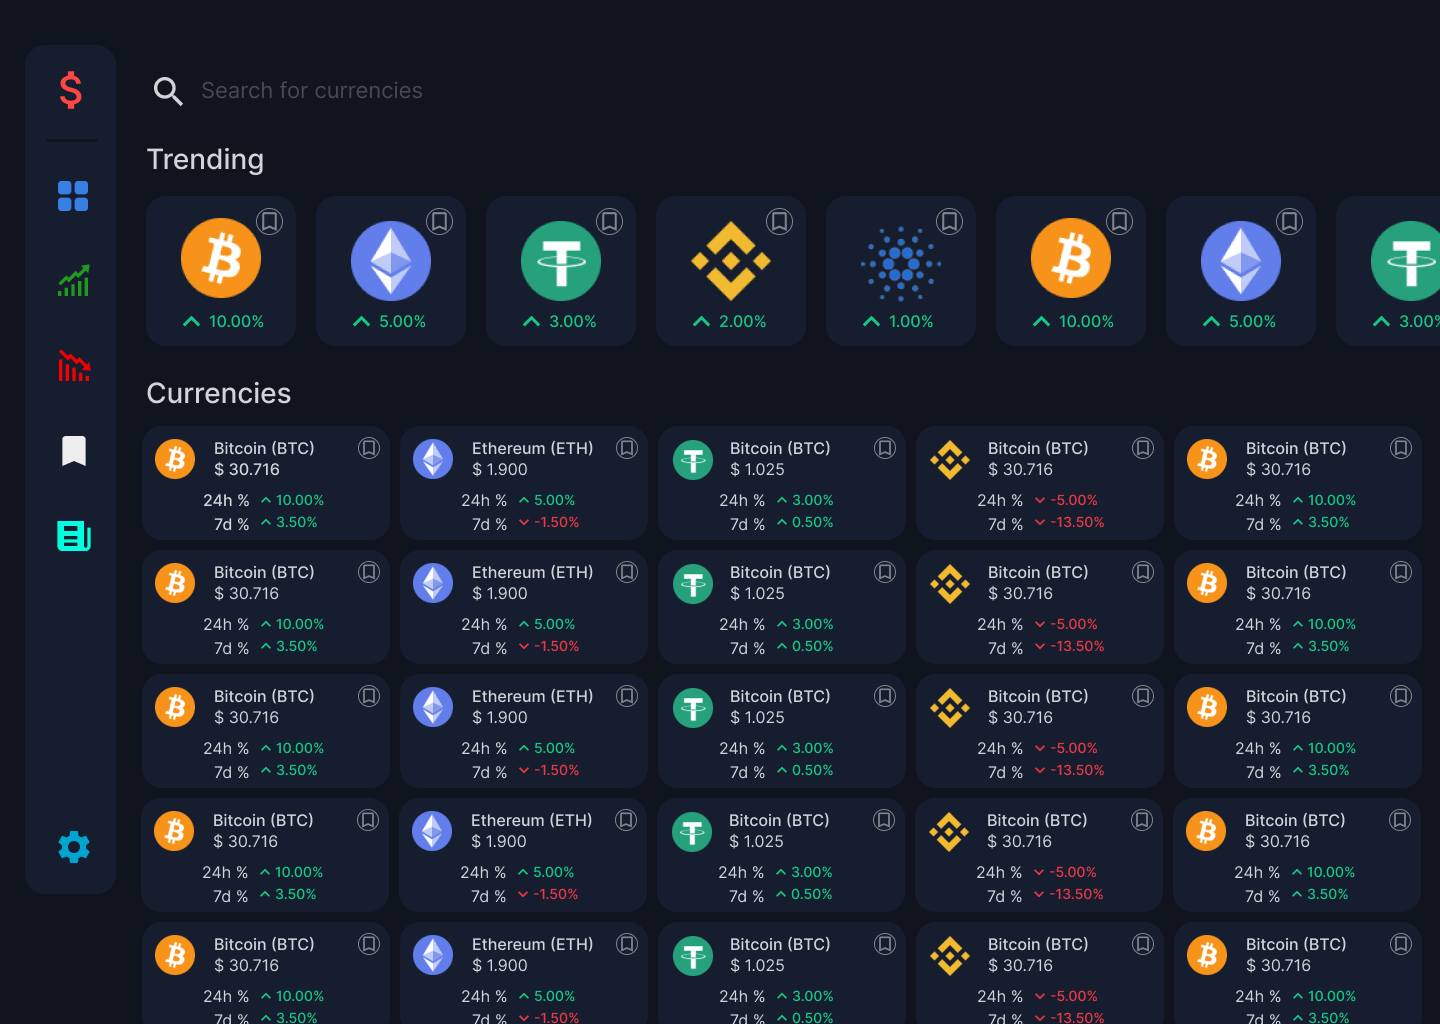 Search for currencies
Trending
10.00% 5.00% 3.00% 2.00% 1.00% 10.00% 5.00% 3.00%
Currencies
Bitcoin (BTC) Ethereum (ETH) Bitcoin (BTC) Bitcoin (BTC) Bitcoin (BTC)
$ 30.716 $ 1.900 $ 1.025 $ 30.716 $ 30.716
24h % 10.00% 24h % 5.00% 24h % 3.00% 24h % -5.00% 24h % 10.00%
7d % 3.50% 7d % -1.50% 7d % 0.50% 7d % -13.50% 7d % 3.50%
Bitcoin (BTC) Ethereum (ETH) Bitcoin (BTC) Bitcoin (BTC) Bitcoin (BTC)
$ 30.716 $ 1.900 $ 1.025 $ 30.716 $ 30.716
24h % 10.00% 24h % 5.00% 24h % 3.00% 24h % -5.00% 24h % 10.00%
7d % 3.50% 7d % -1.50% 7d % 0.50% 7d % -13.50% 7d % 3.50%
Bitcoin (BTC) Ethereum (ETH) Bitcoin (BTC) Bitcoin (BTC) Bitcoin (BTC)
$ 30.716 $ 1.900 $ 1.025 $ 30.716 $ 30.716
24h % 10.00% 24h % 5.00% 24h % 3.00% 24h % -5.00% 24h % 10.00%
7d % 3.50% 7d % -1.50% 7d % 0.50% 7d % -13.50% 7d % 3.50%
Bitcoin (BTC) Ethereum (ETH) Bitcoin (BTC) Bitcoin (BTC) Bitcoin (BTC)
$ 30.716 $ 1.900 $ 1.025 $ 30.716 $ 30.716
24h % 10.00% 24h % 5.00% 24h % 3.00% 24h % -5.00% 24h % 10.00%
7d % 3.50% 7d % -1.50% 7d % 0.50% 7d % -13.50% 7d % 3.50%
Bitcoin (BTC) Ethereum (ETH) Bitcoin (BTC) Bitcoin (BTC) Bitcoin (BTC)
$ 30.716 $ 1.900 $ 1.025 $ 30.716 $ 30.716
24h % 10.00% 24h % 5.00% 24h % 3.00% 24h % -5.00% 24h % 10.00%
7d % 3.50% 7d % -1.50% 7d % 0.50% 7d % -13.50% 7d % 3.50%